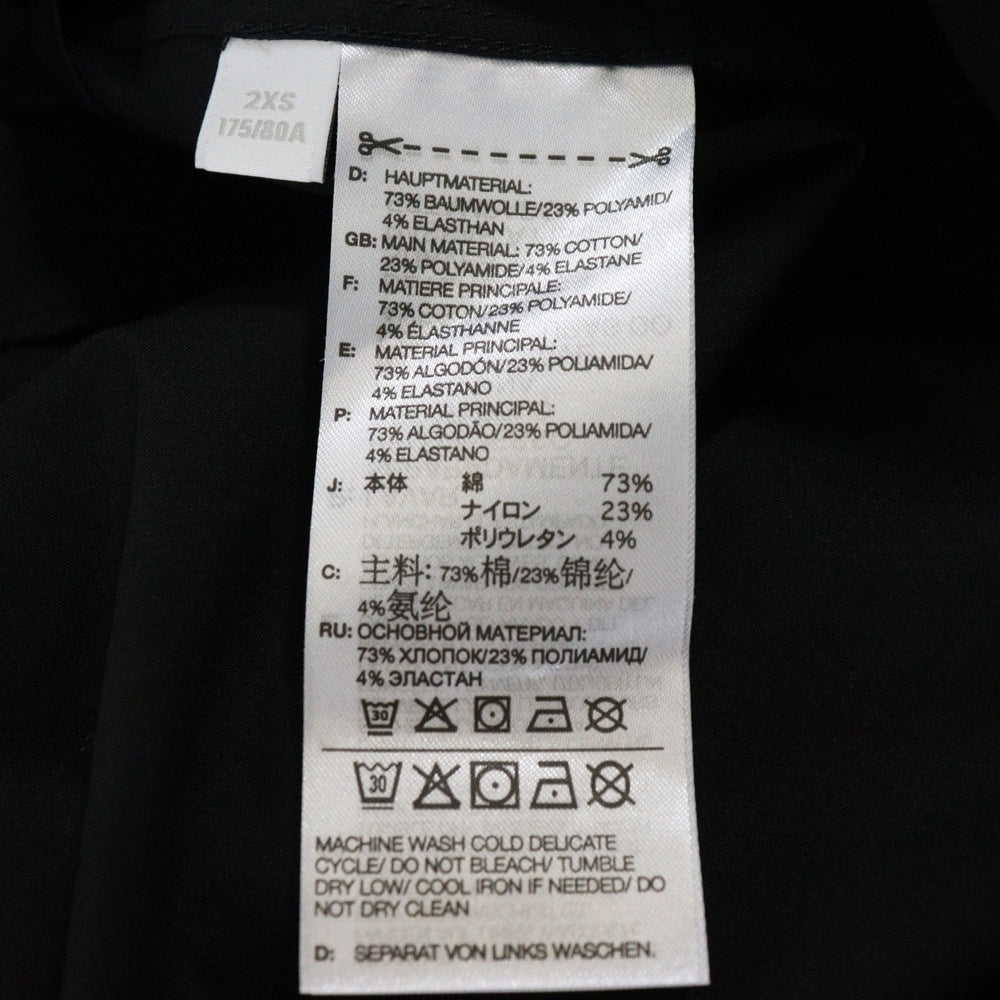 2XS
175/80A
D: HAUPTMATERIAL:
73% BAUMWOLLE/23% POLYAMID/
4% ELASTHAN
GB: MAIN MATERIAL: 73% COTTON/
23% POLYAMIDE/4% ELASTANE
F: MATIERE PRINCIPALE:
73% COTON/23% POLYAMIDE/
4% ÉLASTHANNE
E: MATERIAL PRINCIPAL:
73% ALGODÓN/23% POLIAMIDA/
4% ELASTANO
P: MATERIAL PRINCIPAL:
73% ALGODÃO/23% POLIAMIDA/
4% ELASTANO
J: 本体 綿 73%
ナイロン 23%
ポリウレタン 4%
C: 主料: 73%棉/23%锦纶/
4%氨纶
RU: ОСНОВНОЙ МАТЕРИАЛ:
73% ХЛОПОК/23% ПОЛИАМИД/
4% ЭЛАСТАН
30
30
MACHINE WASH COLD DELICATE
CYCLE/ DO NOT BLEACH/ TUMBLE
DRY LOW/ COOL IRON IF NEEDED/ DO
NOT DRY CLEAN
D: SEPARAT VON LINKS WASCHEN.